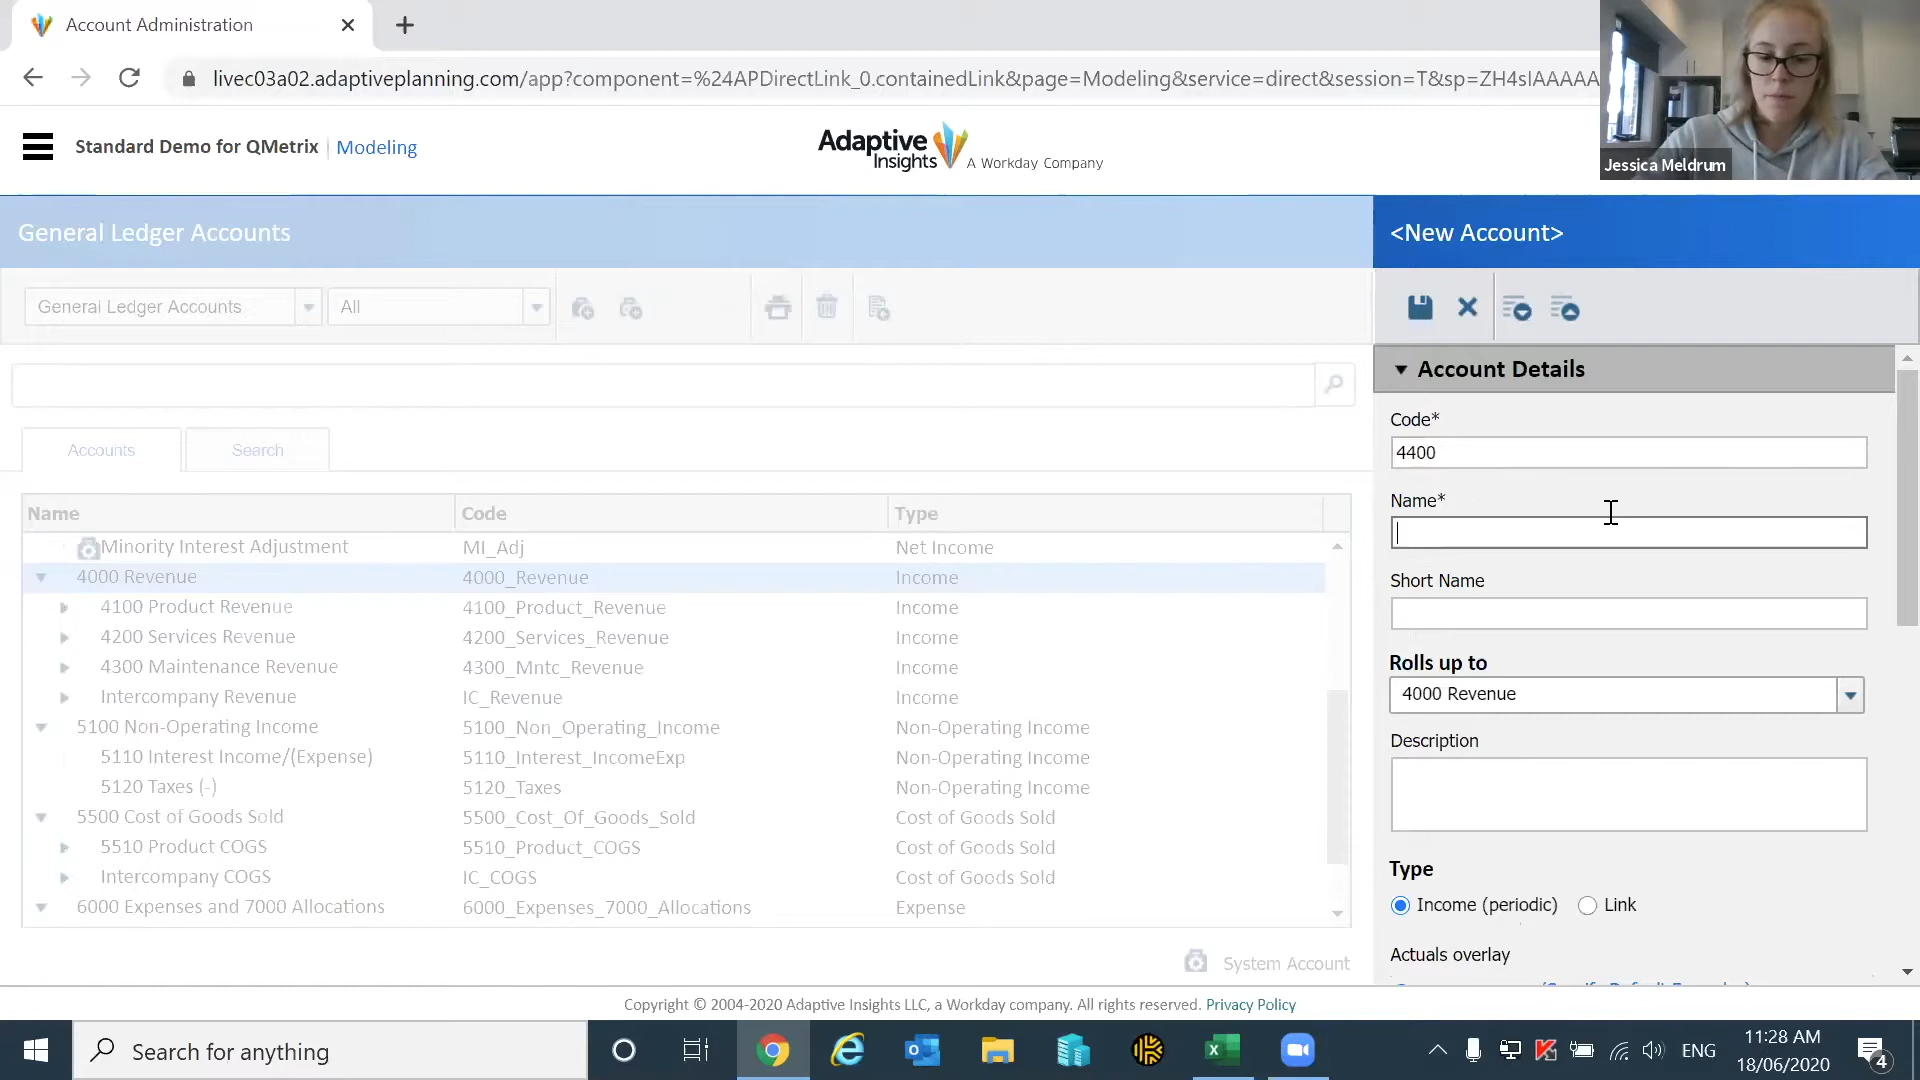 Account Administration
livec03a02.adaptiveplanning.com/app?component=%24APDirectLink_0.containedLink&page=Modeling&service=direct&session=T&sp=ZH4sIAAAAA
Jessica Meldrum
Standard Demo for QMetrix
Modeling
Adaptive
Insights
A Workday Company
General Ledger Accounts
<New Account>
General Ledger Accounts
All
Accounts
Search
Name Code Type
Minority Interest Adjustment MI_Adj Net Income
4000 Revenue 4000_Revenue Income
4100 Product Revenue 4100_Product_Revenue Income
4200 Services Revenue 4200_Services_Revenue Income
4300 Maintenance Revenue 4300_Mntc_Revenue Income
Intercompany Revenue IC_Revenue Income
5100 Non-Operating Income 5100_Non_Operating_Income Non-Operating Income
5110 Interest Income/(Expense) 5110_Interest_IncomeExp Non-Operating Income
5120 Taxes (-) 5120_Taxes Non-Operating Income
5500 Cost of Goods Sold 5500_Cost_Of_Goods_Sold Cost of Goods Sold
5510 Product COGS 5510_Product_COGS Cost of Goods Sold
Intercompany COGS IC_COGS Cost of Goods Sold
6000 Expenses and 7000 Allocations 6000_Expenses_7000_Allocations Expense
System Account
Account Details
Code*
4400
Name*
Short Name
Rolls up to
4000 Revenue
Description
Type
Income (periodic)
Link
Actuals overlay
Copyright © 2004-2020 Adaptive Insights LLC, a Workday company. All rights reserved. Privacy Policy
Search for anything
ENG
11:28 AM
18/06/2020
4